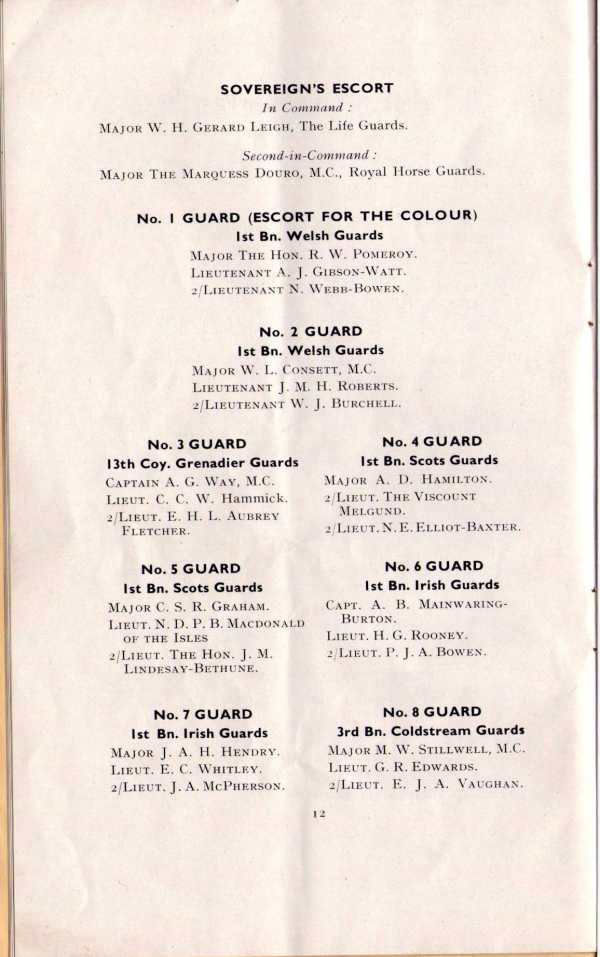 SOVEREIGN'S ESCORT
In Command :
Major W. H. Gerard Leigh, The Life Guards.
Second-in-Command :
Major The Marquess Douro, M.C., Royal Horse Guards.
No. 1 GUARD (ESCORT FOR THE COLOUR)
1st Bn. Welsh Guards
Major The Hon. R. W. Pomeroy.
Lieutenant A. J. Gibson-Watt.
2/Lieutenant N. Webb-Bowen.
No. 2 GUARD
1st Bn. Welsh Guards
Major W. L. Consett, M.C.
Lieutenant J. M. H. Roberts.
2/Lieutenant W. J. Burchell.
No. 3 GUARD
13th Coy. Grenadier Guards
Captain A. G. Way, M.C.
Lieut. C. C. W. Hammick.
2/Lieut. E. H. L. Aubrey
Fletcher.
No. 4 GUARD
1st Bn. Scots Guards
Major A. D. Hamilton.
2/Lieut. The Viscount
Melgund.
2/Lieut. N. E. Elliot-Baxter.
No. 5 GUARD
1st Bn. Scots Guards
Major C. S. R. Graham.
Lieut. N. D. P. B. Macdonald
of the Isles
2/Lieut. The Hon. J. M.
Lindesay-Bethune.
No. 6 GUARD
1st Bn. Irish Guards
Capt. A. B. Mainwaring-
Burton.
Lieut. H. G. Rooney.
2/Lieut. P. J. A. Bowen.
No. 7 GUARD
1st Bn. Irish Guards
Major J. A. H. Hendry.
Lieut. E. C. Whitley.
2/Lieut. J. A. McPherson.
No. 8 GUARD
3rd Bn. Coldstream Guards
Major M. W. Stillwell, M.C.
Lieut. G. R. Edwards.
2/Lieut. E. J. A. Vaughan.
12